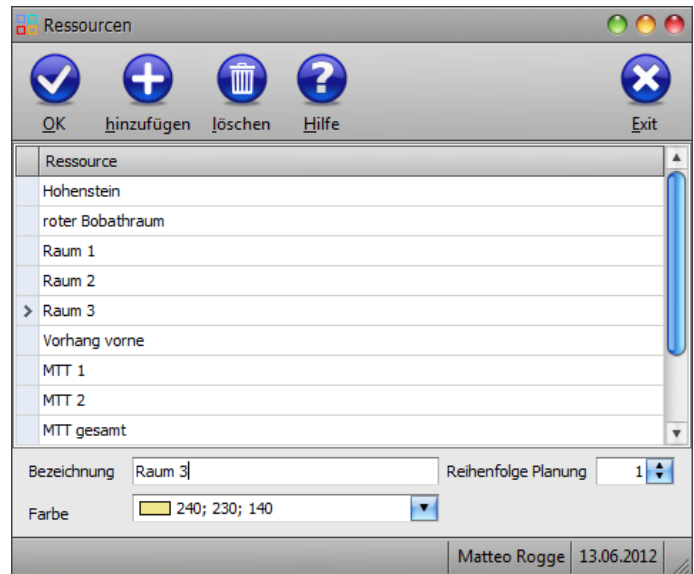 Ressourcen
OK hinzufügen löschen Hilfe Exit
Ressource
Hohenstein
roter Bobathraum
Raum 1
Raum 2
Raum 3
Vorhang vorne
MTT 1
MTT 2
MTT gesamt
Bezeichnung Raum 3 Reihenfolge Planung 1
Farbe 240; 230; 140
Matteo Rogge 13.06.2012